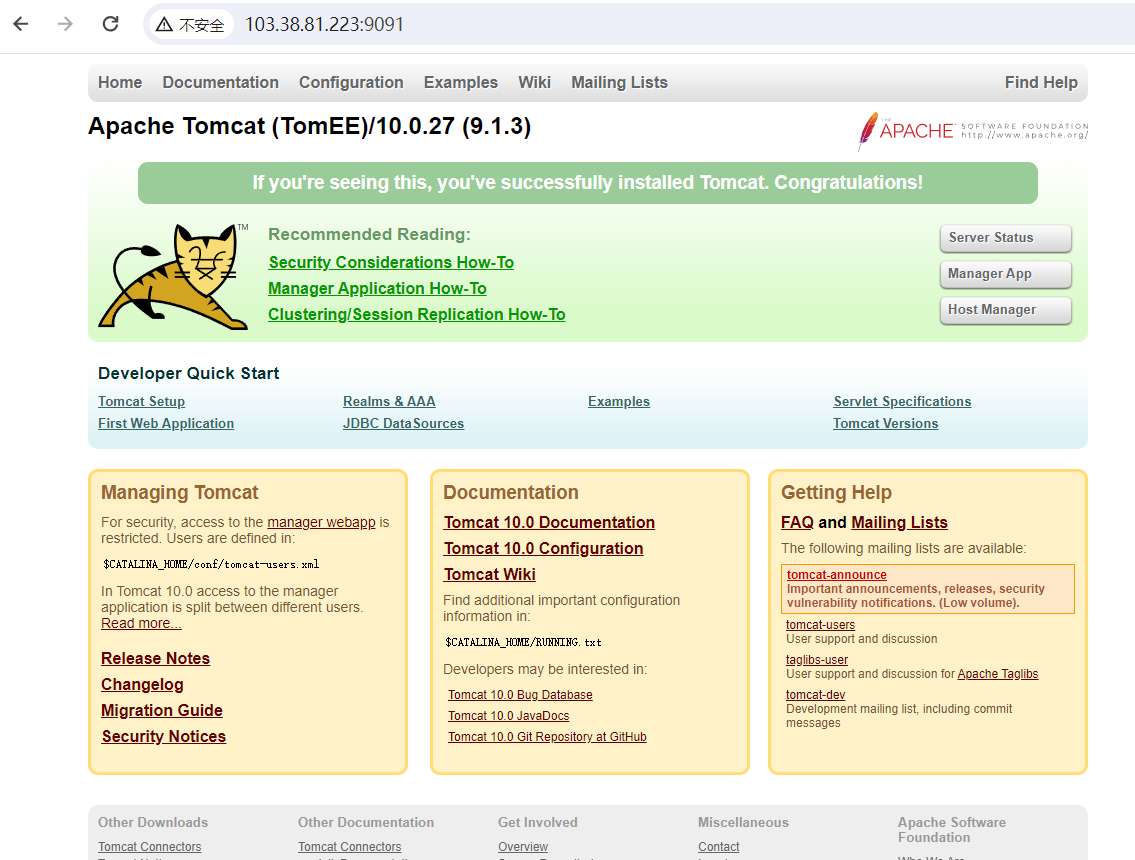 不安全
103.38.81.223:9091
Home Documentation Configuration Examples Wiki Mailing Lists Find Help
Apache Tomcat (TomEE)/10.0.27 (9.1.3)
THE APACHE SOFTWARE FOUNDATION
http://www.apache.org/
If you're seeing this, you've successfully installed Tomcat. Congratulations!
TM
Recommended Reading:
Security Considerations How-To
Manager Application How-To
Clustering/Session Replication How-To
Server Status
Manager App
Host Manager
Developer Quick Start
Tomcat Setup
First Web Application
Realms & AAA
JDBC DataSources
Examples
Servlet Specifications
Tomcat Versions
Managing Tomcat
For security, access to the manager webapp is
restricted. Users are defined in:
$CATALINA_HOME/conf/tomcat-users.xml
In Tomcat 10.0 access to the manager
application is split between different users.
Read more...
Release Notes
Changelog
Migration Guide
Security Notices
Documentation
Tomcat 10.0 Documentation
Tomcat 10.0 Configuration
Tomcat Wiki
Find additional important configuration
information in:
$CATALINA_HOME/RUNNING.txt
Developers may be interested in:
Tomcat 10.0 Bug Database
Tomcat 10.0 JavaDocs
Tomcat 10.0 Git Repository at GitHub
Getting Help
FAQ and Mailing Lists
The following mailing lists are available:
tomcat-announce
Important announcements, releases, security
vulnerability notifications. (Low volume).
tomcat-users
User support and discussion
taglibs-user
User support and discussion for Apache Taglibs
tomcat-dev
Development mailing list, including commit
messages
Other Downloads
Tomcat Connectors
Other Documentation
Tomcat Connectors
Get Involved
Overview
Miscellaneous
Contact
Apache Software
Foundation